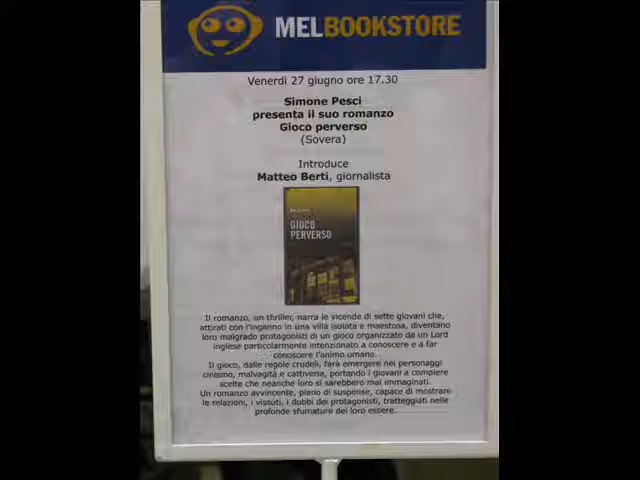 MELBOOKSTORE
Venerdì 27 giugno ore 17.30
Simone Pesci
presenta il suo romanzo
Gioco perverso
(Sovera)
Introduce
Matteo Berti, giornalista
GIOCO
PERVERSO
Il romanzo, un thriller, narra le vicende di sette giovani che,
attirati con l'inganno in una villa isolata e maestosa, diventano
loro malgrado protagonisti di un gioco organizzato da un Lord
inglese particolarmente intenzionato a conoscere e a far
conoscere l'animo umano.
Il gioco, dalle regole crudeli, farà emergere nei personaggi
cinismo, malvagità e cattiveria, portando i giovani a compiere
scelte che neanche loro si sarebbero mai immaginati.
Un romanzo avvincente, pieno di suspense, capace di mostrare
le relazioni, i vissuti, i dubbi dei protagonisti, tratteggiati nelle
profonde sfumature del loro essere.